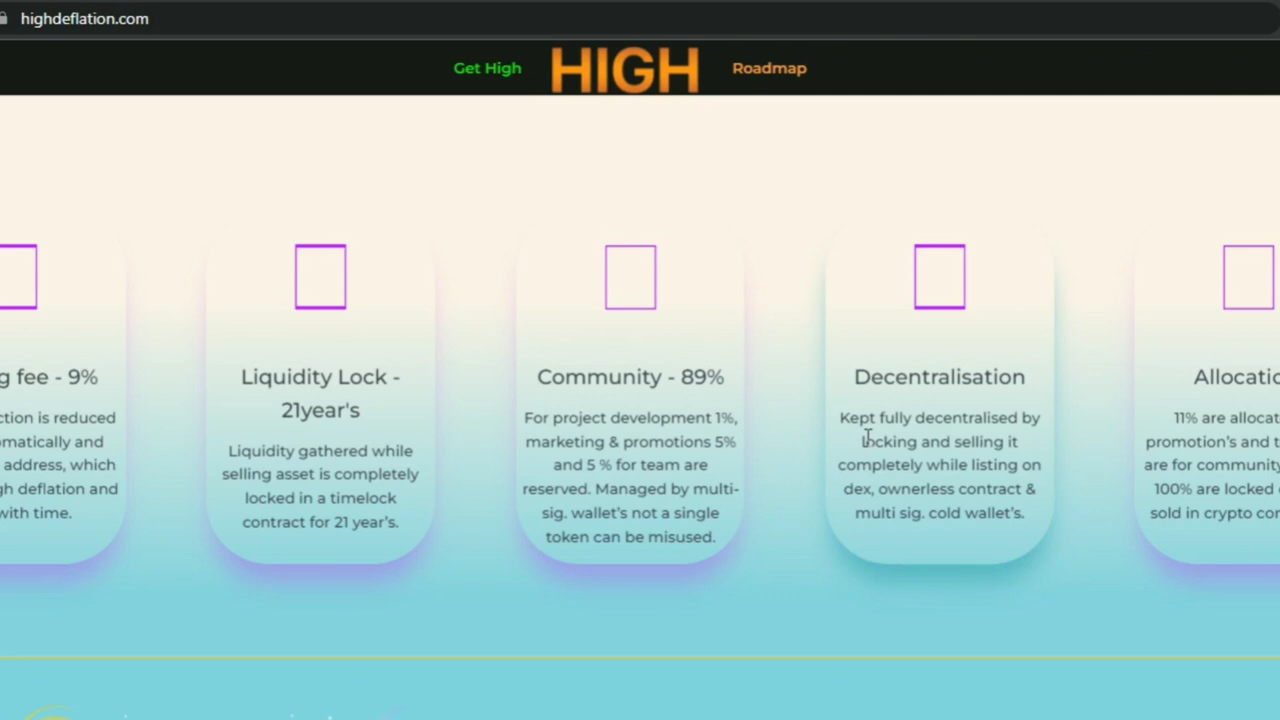 highdeflation.com
Get High
HIGH
Roadmap
g fee - 9%
ction is reduced
matically and
address, which
gh deflation and
with time.
Liquidity Lock -
21year's
Liquidity gathered while
selling asset is completely
locked in a timelock
contract for 21 year's.
Community - 89%
For project development 1%,
marketing & promotions 5%
and 5 % for team are
reserved. Managed by multi-
sig. wallet's not a single
token can be misused.
Decentralisation
Kept fully decentralised by
locking and selling it
completely while listing on
dex, ownerless contract &
multi sig. cold wallet's.
Allocatio
11% are allocat
promotion's and t
are for community
100% are locked
sold in crypto cor